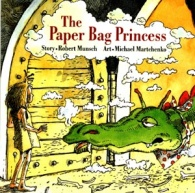 The
Paper Bag Princess
Story • Robert Munsch Art • Michael Martchenko